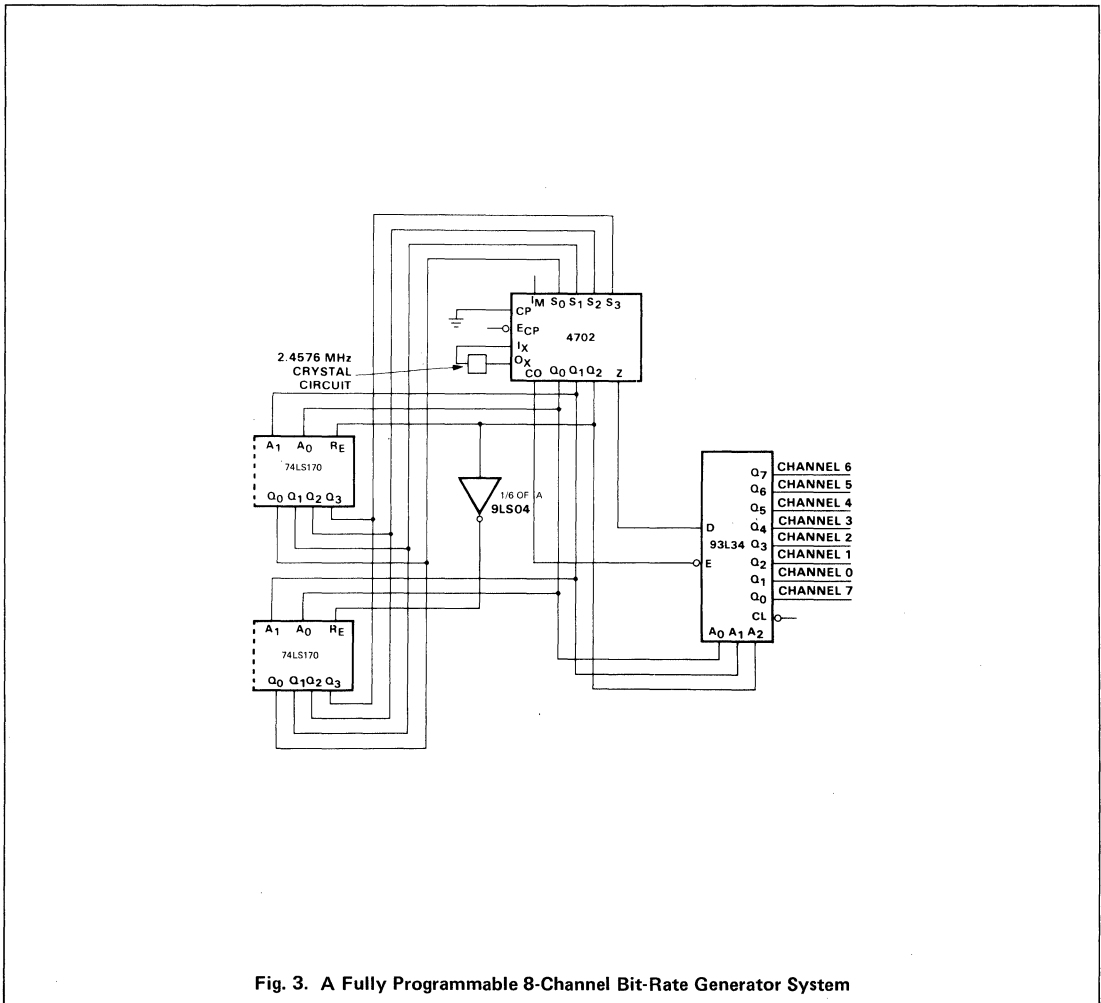 I_M S_0 S_1 S_2 S_3
CP
E_CP
4702
I_X
O_X
CO Q_0 Q_1 Q_2 Z
2.4576 MHz
CRYSTAL
CIRCUIT
A_1 A_0 R_E
74LS170
Q_0 Q_1 Q_2 Q_3
1/6 OF A
9LS04
A_1 A_0 R_E
74LS170
Q_0 Q_1 Q_2 Q_3
D
93L34
E
Q_7 CHANNEL 6
Q_6 CHANNEL 5
Q_5 CHANNEL 4
Q_4 CHANNEL 3
Q_3 CHANNEL 2
Q_2 CHANNEL 1
Q_1 CHANNEL 0
Q_0 CHANNEL 7
CL
A_0 A_1 A_2
Fig. 3. A Fully Programmable 8-Channel Bit-Rate Generator System